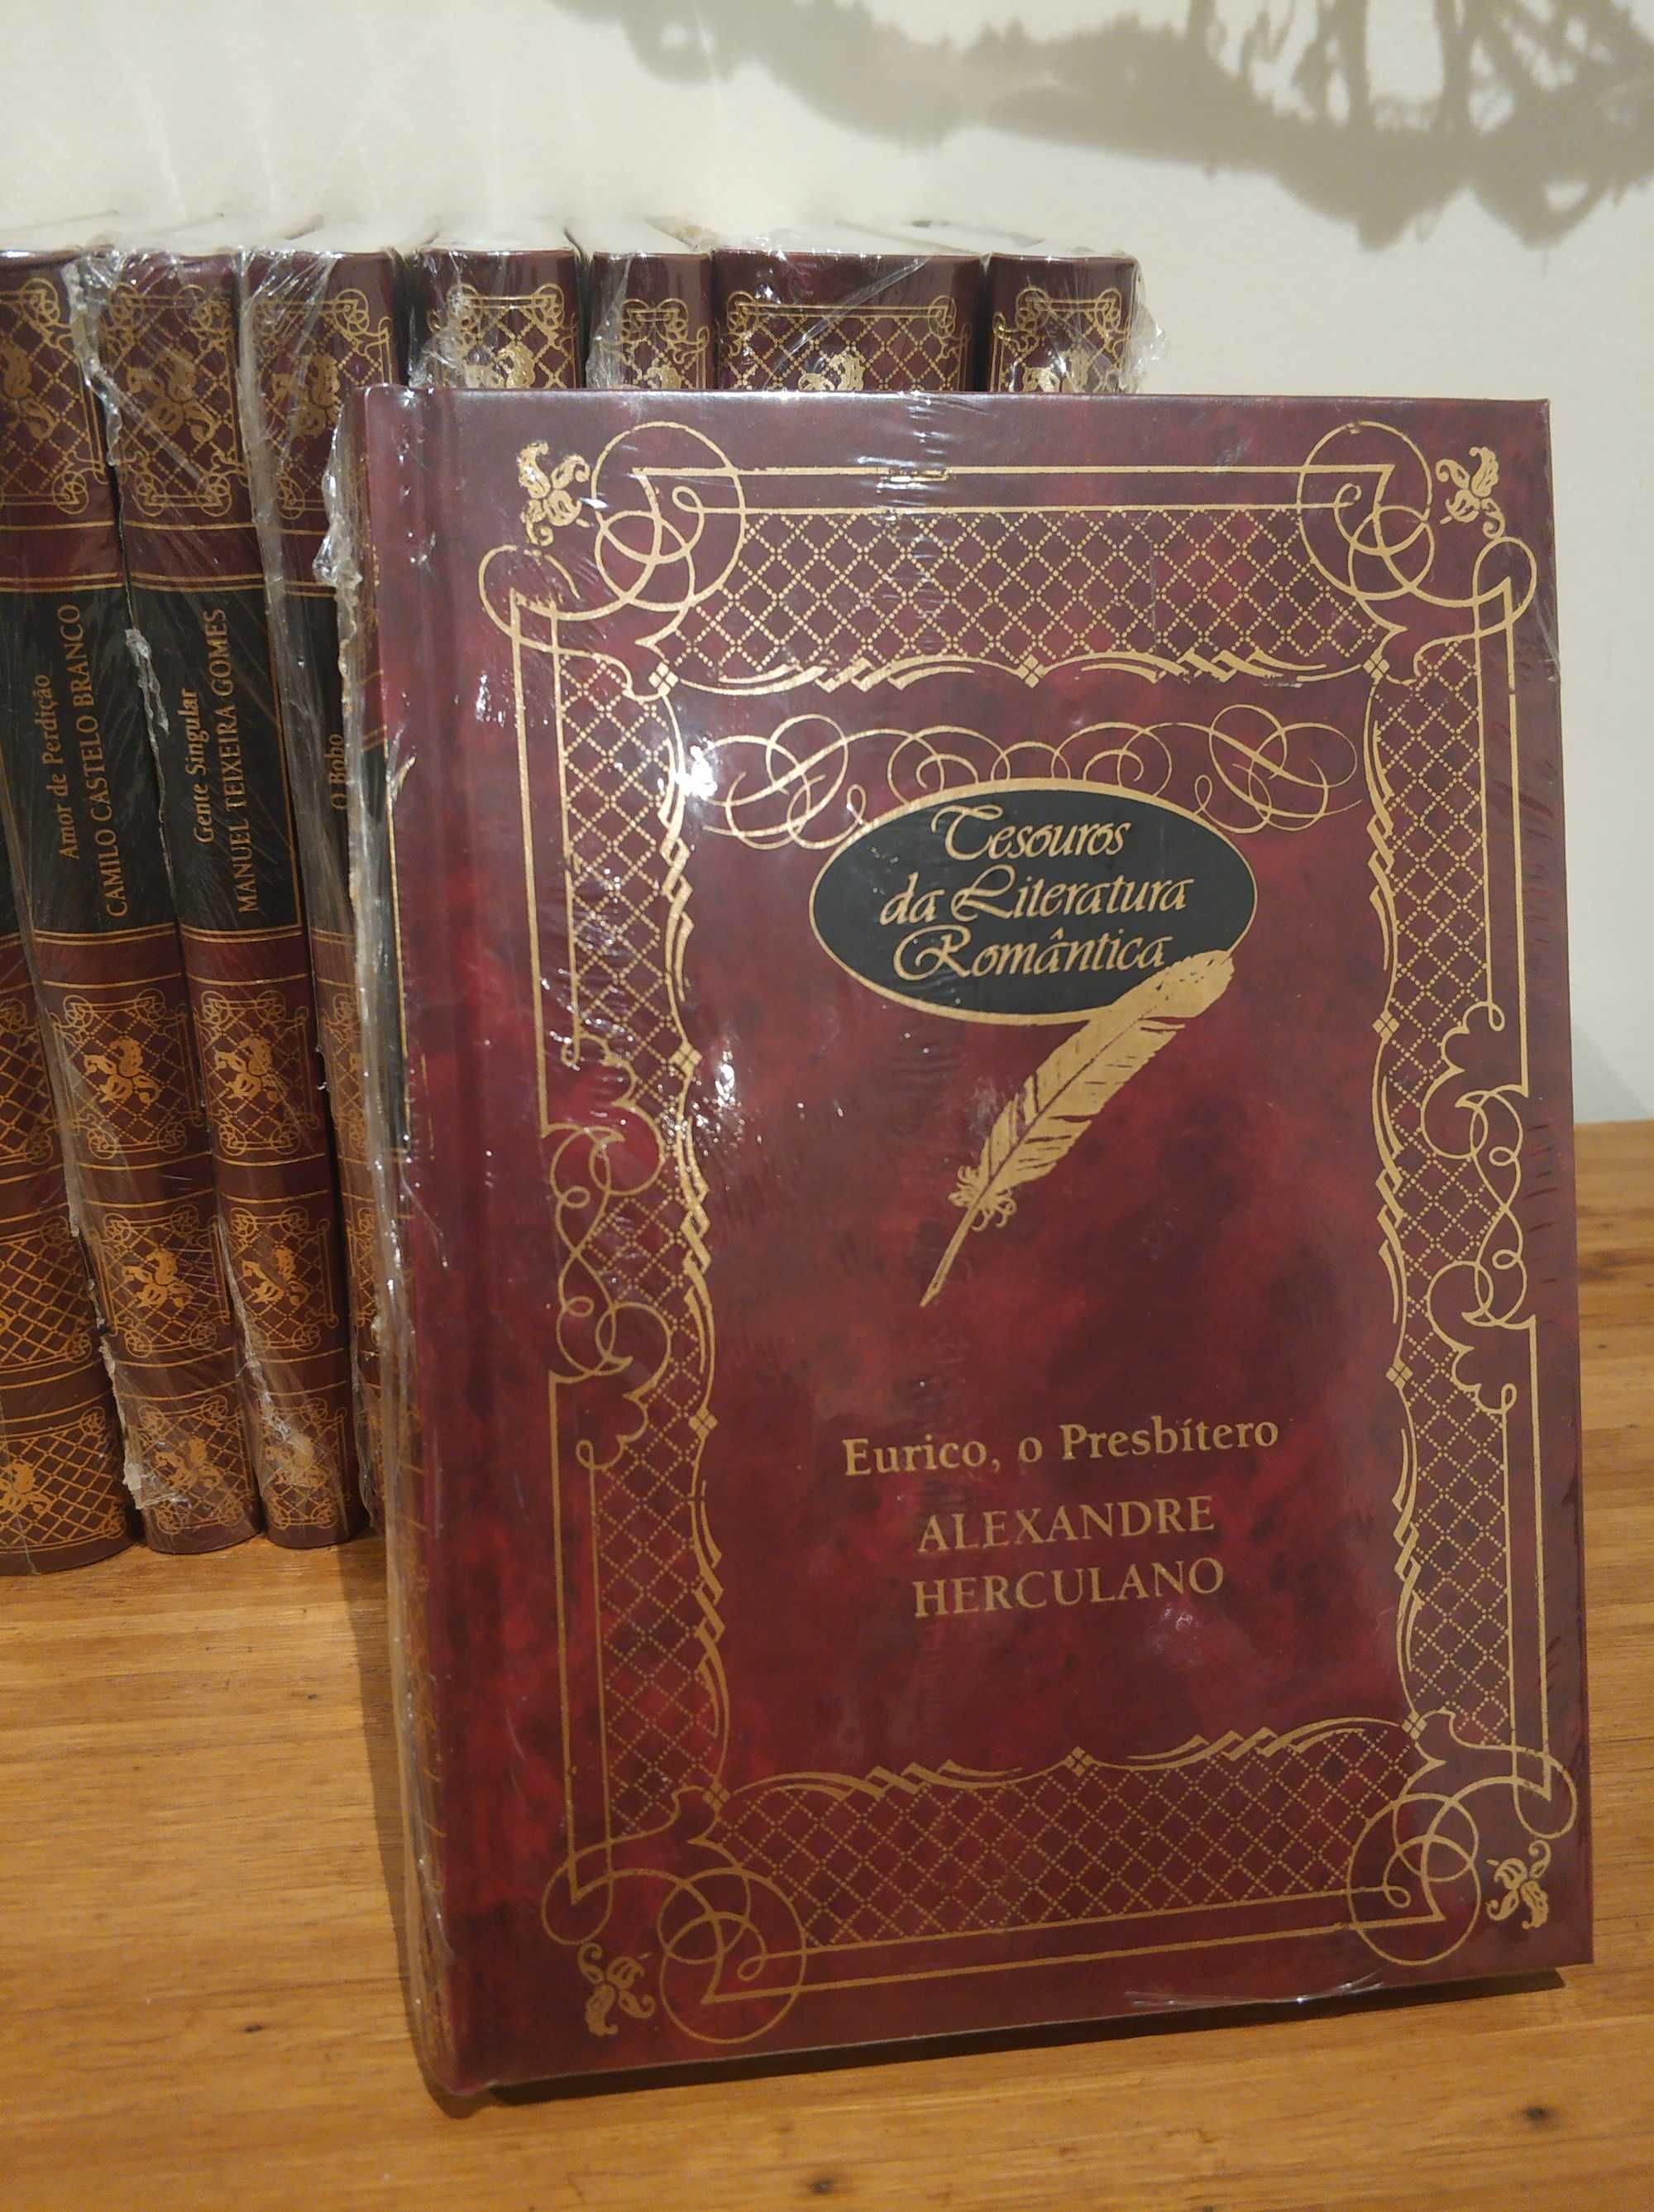 Amor de Perdição
CAMILO CASTELO BRANCO
Gente Singular
MANUEL TEIXEIRA GOMES
O Bobo
Tesouros
da Literatura
Romântica
Eurico, o Presbítero
ALEXANDRE
HERCULANO